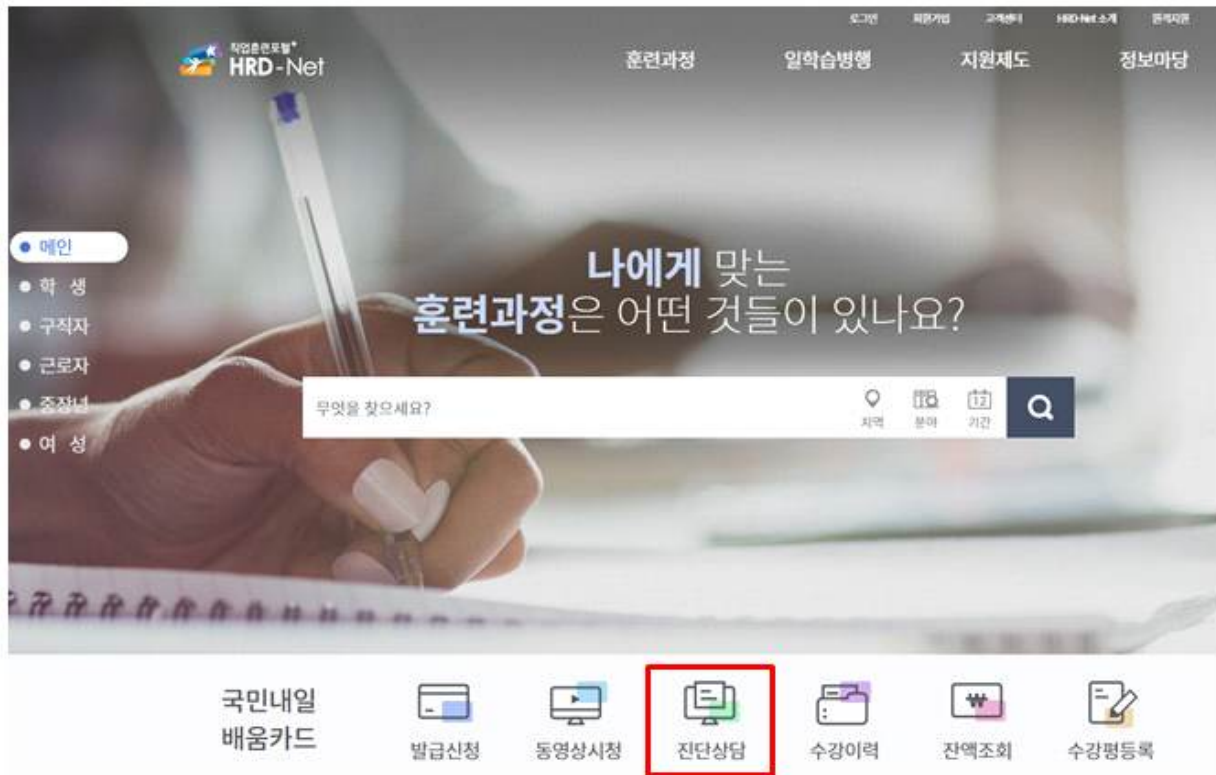 로그인 회원가입 고객센터 HRD-Net 소개 원격지원
직업훈련포털+
HRD-Net
훈련과정 일학습병행 지원제도 정보마당
메인
학 생
구직자
근로자
중장년
여 성
나에게 맞는
훈련과정은 어떤 것들이 있나요?
무엇을 찾으세요? 지역 분야 기간
12
국민내일
배움카드
발급신청 동영상시청 진단상담 수강이력 잔액조회 수강평등록